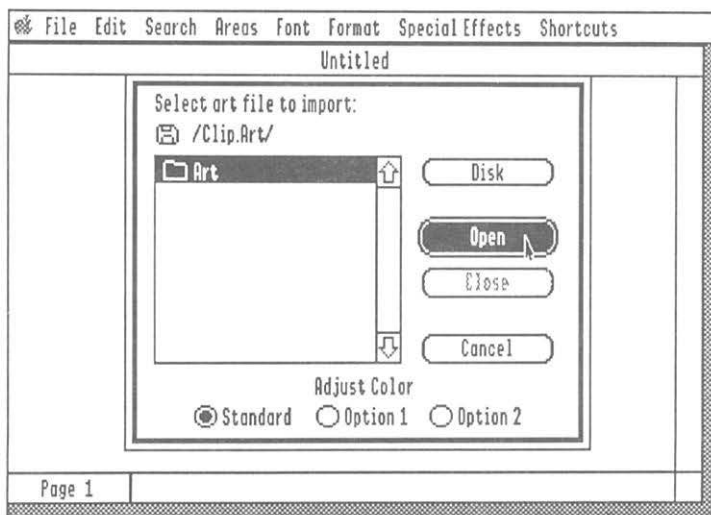 File Edit Search Areas Font Format Special Effects Shortcuts
Untitled
Select art file to import:
/Clip.Art/
Art
Disk
Open
Close
Cancel
Adjust Color
Standard Option 1 Option 2
Page 1